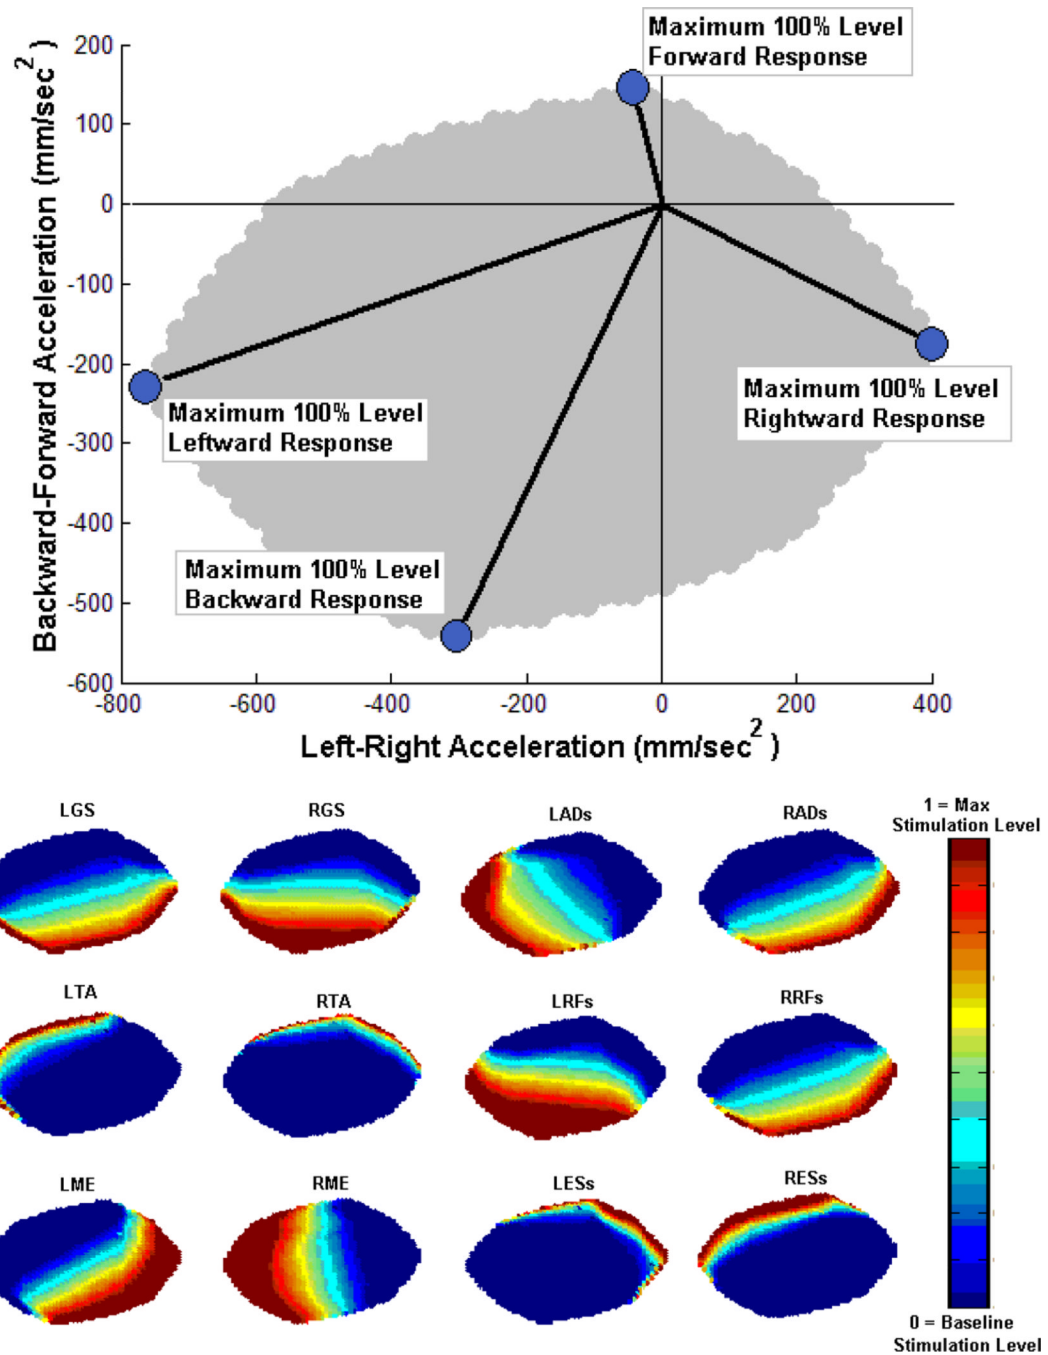 Maximum 100% Level
Forward Response
200
100
0
-100
-200
-300
-400
-500
-600
Backward-Forward Acceleration (mm/sec²)
Maximum 100% Level
Rightward Response
Maximum 100% Level
Leftward Response
Maximum 100% Level
Backward Response
-800 -600 -400 -200 0 200 400
Left-Right Acceleration (mm/sec²)
1 = Max
Stimulation Level
LGS RGS LADs RADs
LTA RTA LRFs RRFs
LME RME LESs RESs
0 = Baseline
Stimulation Level